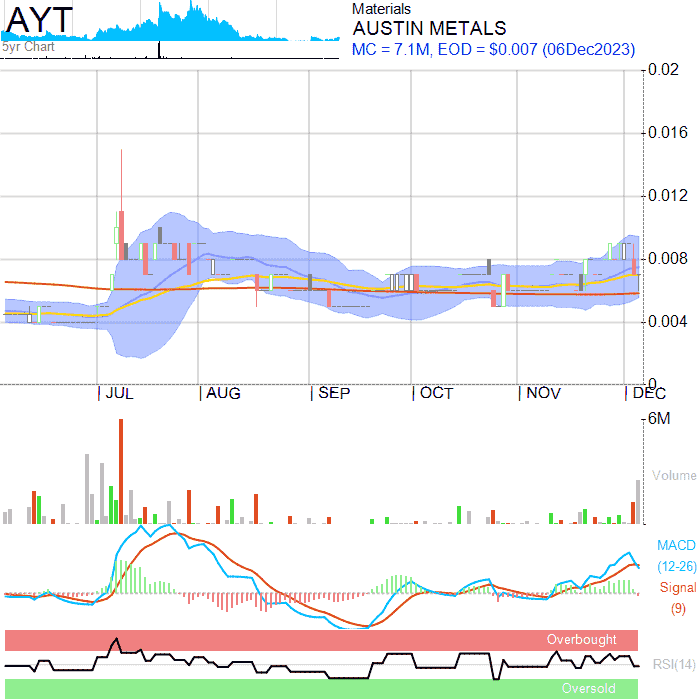 AYT
5yr Chart
Materials
AUSTIN METALS
MC = 7.1M, EOD = $0.007 (06Dec2023)
0.02
0.016
0.012
0.008
0.004
0
JUL AUG SEP OCT NOV DEC
6M
Volume
MACD
(12-26)
Signal
(9)
Overbought
RSI(14)
Oversold